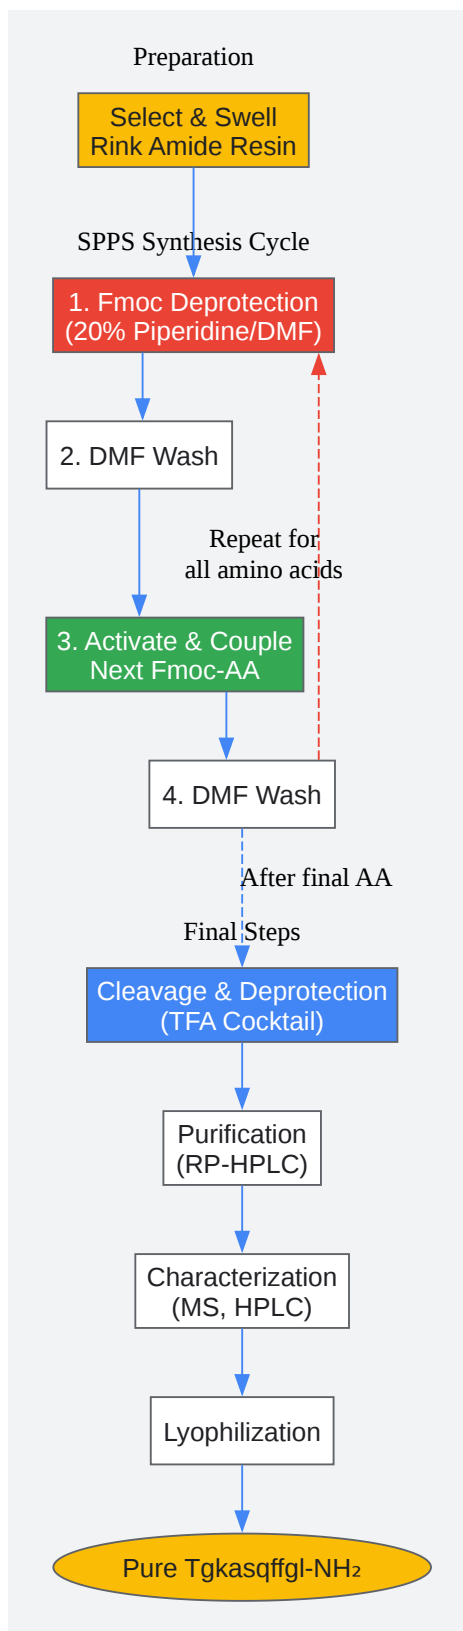 Preparation
Select & Swell
Rink Amide Resin
SPPS Synthesis Cycle
1. Fmoc Deprotection
(20% Piperidine/DMF)
2. DMF Wash
Repeat for
all amino acids
3. Activate & Couple
Next Fmoc-AA
4. DMF Wash
After final AA
Final Steps
Cleavage & Deprotection
(TFA Cocktail)
Purification
(RP-HPLC)
Characterization
(MS, HPLC)
Lyophilization
Pure Tgkasqffgl-NH₂